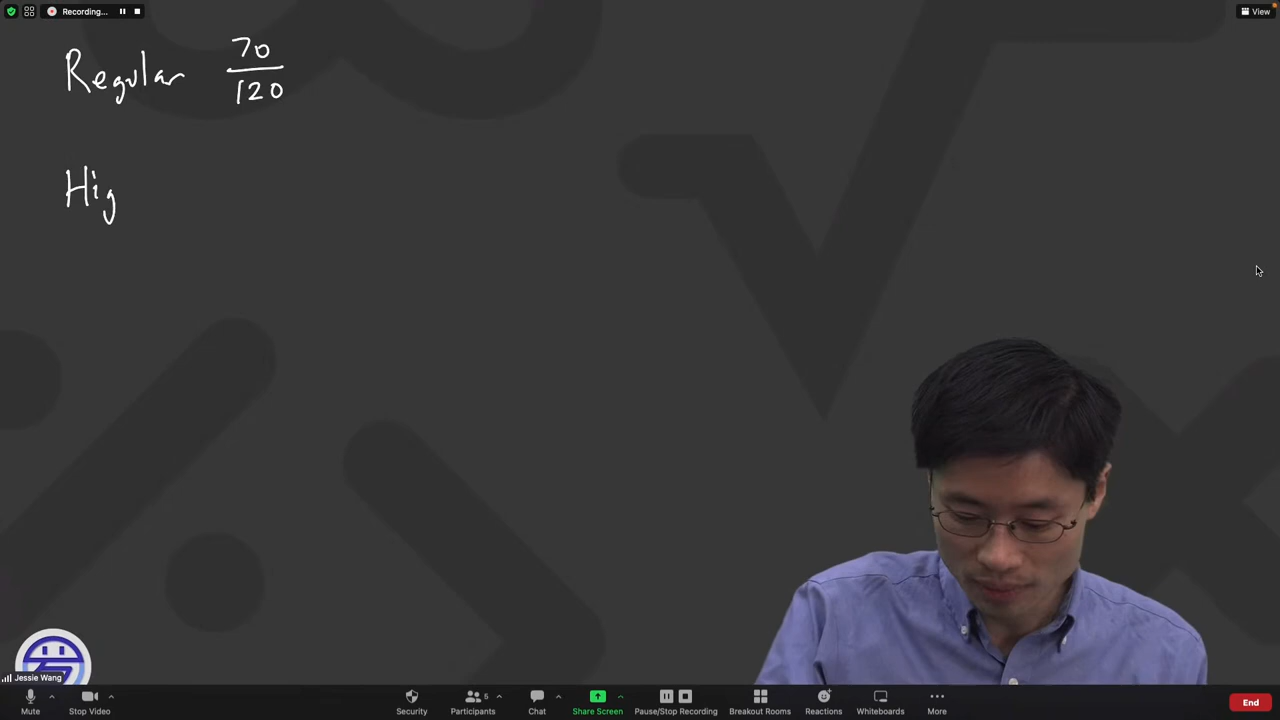 Recording...
View
Regular 70/120
Hig
Jessie Wang
Mute
Stop Video
Security
Participants
5
Chat
Share Screen
Pause/Stop Recording
Breakout Rooms
Reactions
Whiteboards
More
End